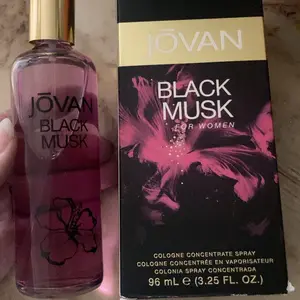 JŌVAN
BLACK
MUSK
JŌVAN
BLACK
MUSK
FOR WOMEN
COLOGNE CONCENTRATE SPRAY
COLOGNE CONCENTRÉE EN VAPORISATEUR
COLONIA SPRAY CONCENTRADA
96 mL ℮ (3.25 FL. OZ.)